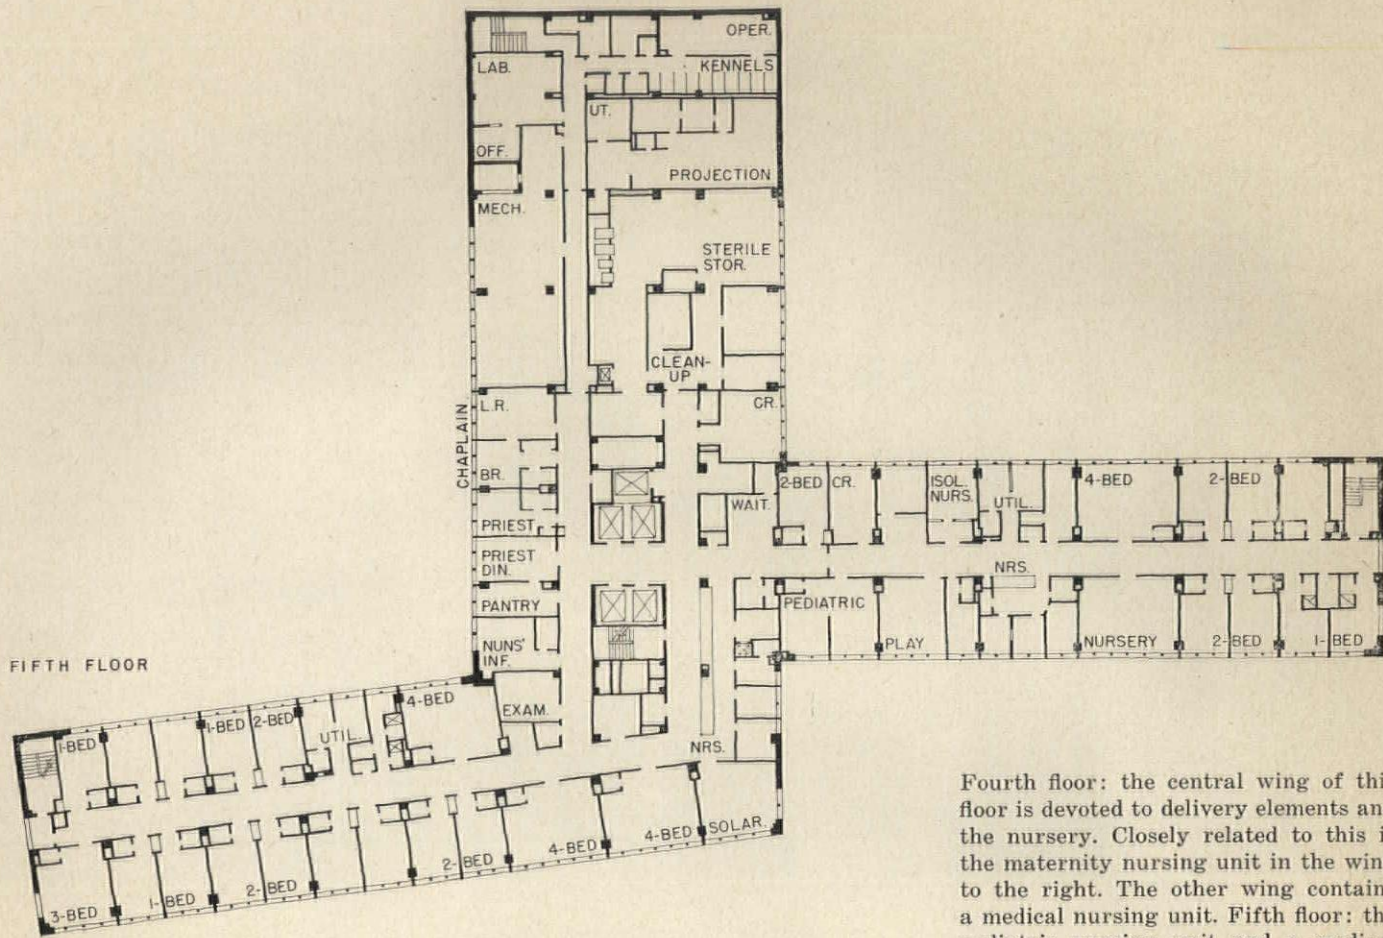 OPER.
LAB.
KENNELS
UT.
OFF.
PROJECTION
MECH.
STERILE
STOR.
CLEAN-
UP
L.R.
CR.
CHAPLAIN
BR.
2-BED
CR.
ISOL.
NURS.
UTIL.
4-BED
2-BED
WAIT.
PRIEST
PRIEST
DIN.
NRS.
PANTRY
PEDIATRIC
NUNS'
INF.
PLAY
NURSERY
2-BED
1-BED
FIFTH FLOOR
1-BED
1-BED
2-BED
UTIL.
4-BED
EXAM.
NRS.
3-BED
1-BED
2-BED
2-BED
4-BED
4-BED
SOLAR.
Fourth floor: the central wing of thi
floor is devoted to delivery elements an
the nursery. Closely related to this i
the maternity nursing unit in the win
to the right. The other wing contain
a medical nursing unit. Fifth floor: th